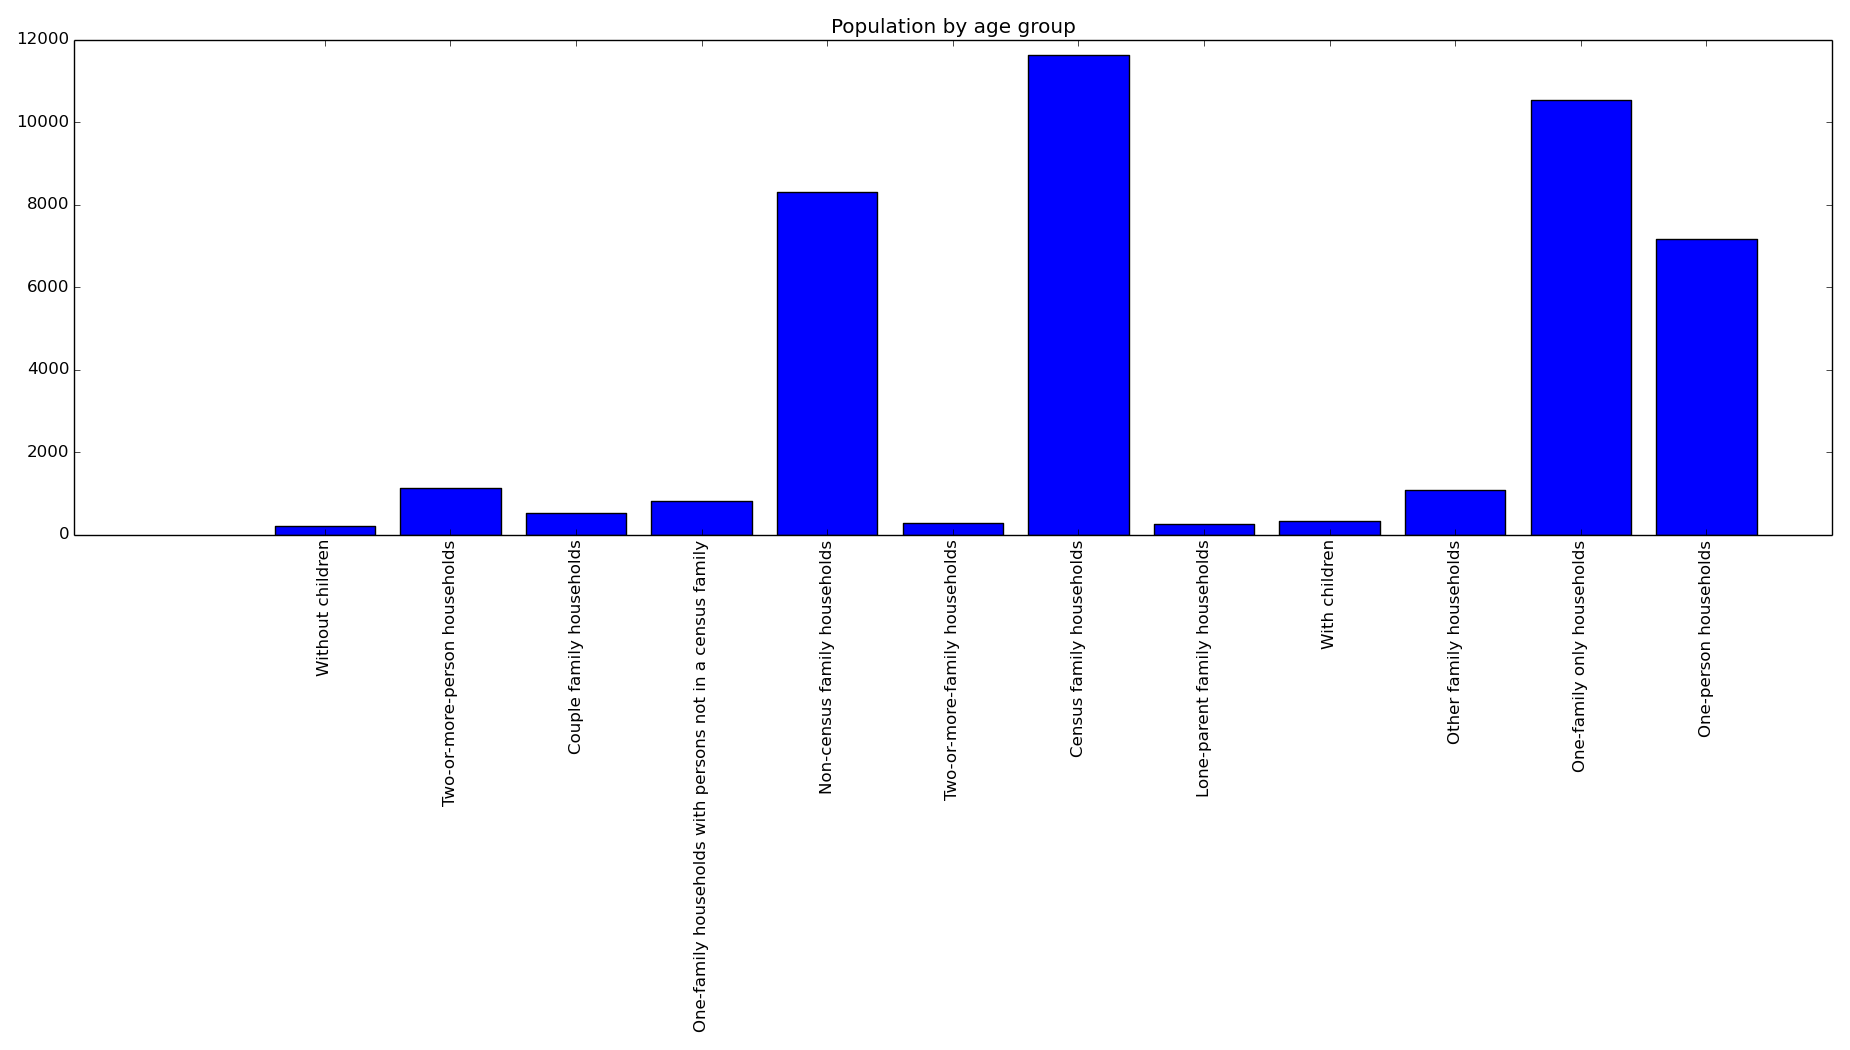 Population by age group
12000
10000
8000
6000
4000
2000
0
Without children
Two-or-more-person households
Couple family households
One-family households with persons not in a census family
Non-census family households
Two-or-more-family households
Census family households
Lone-parent family households
With children
Other family households
One-family only households
One-person households